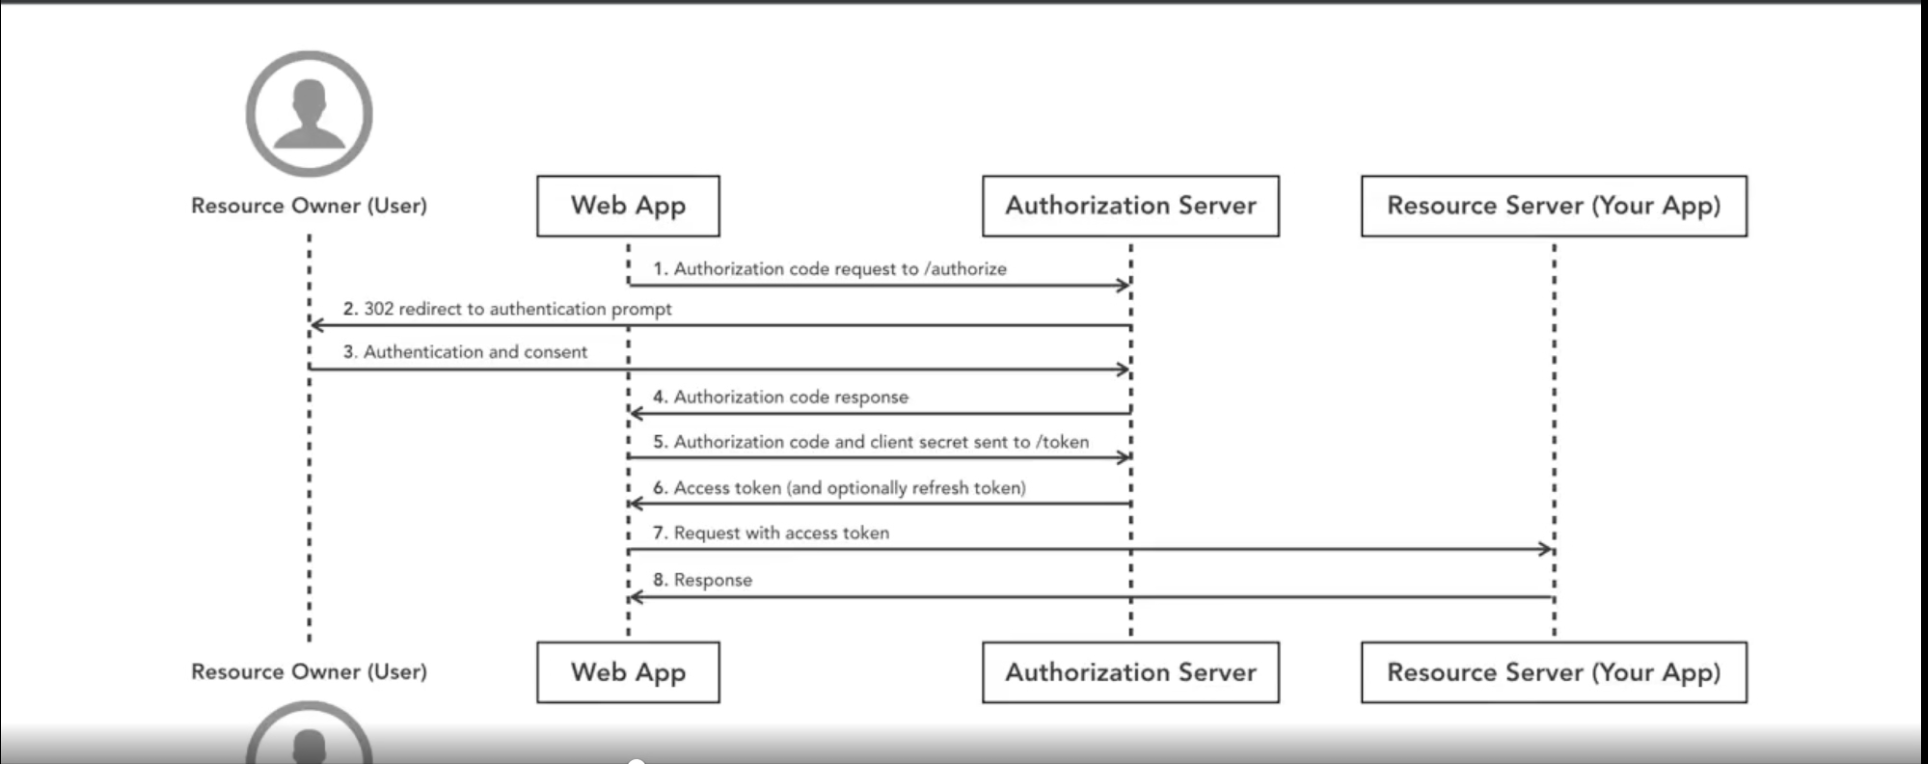 Resource Owner (User)
Web App
Authorization Server
Resource Server (Your App)
1. Authorization code request to /authorize
2. 302 redirect to authentication prompt
3. Authentication and consent
4. Authorization code response
5. Authorization code and client secret sent to /token
6. Access token (and optionally refresh token)
7. Request with access token
8. Response
Resource Owner (User)
Web App
Authorization Server
Resource Server (Your App)